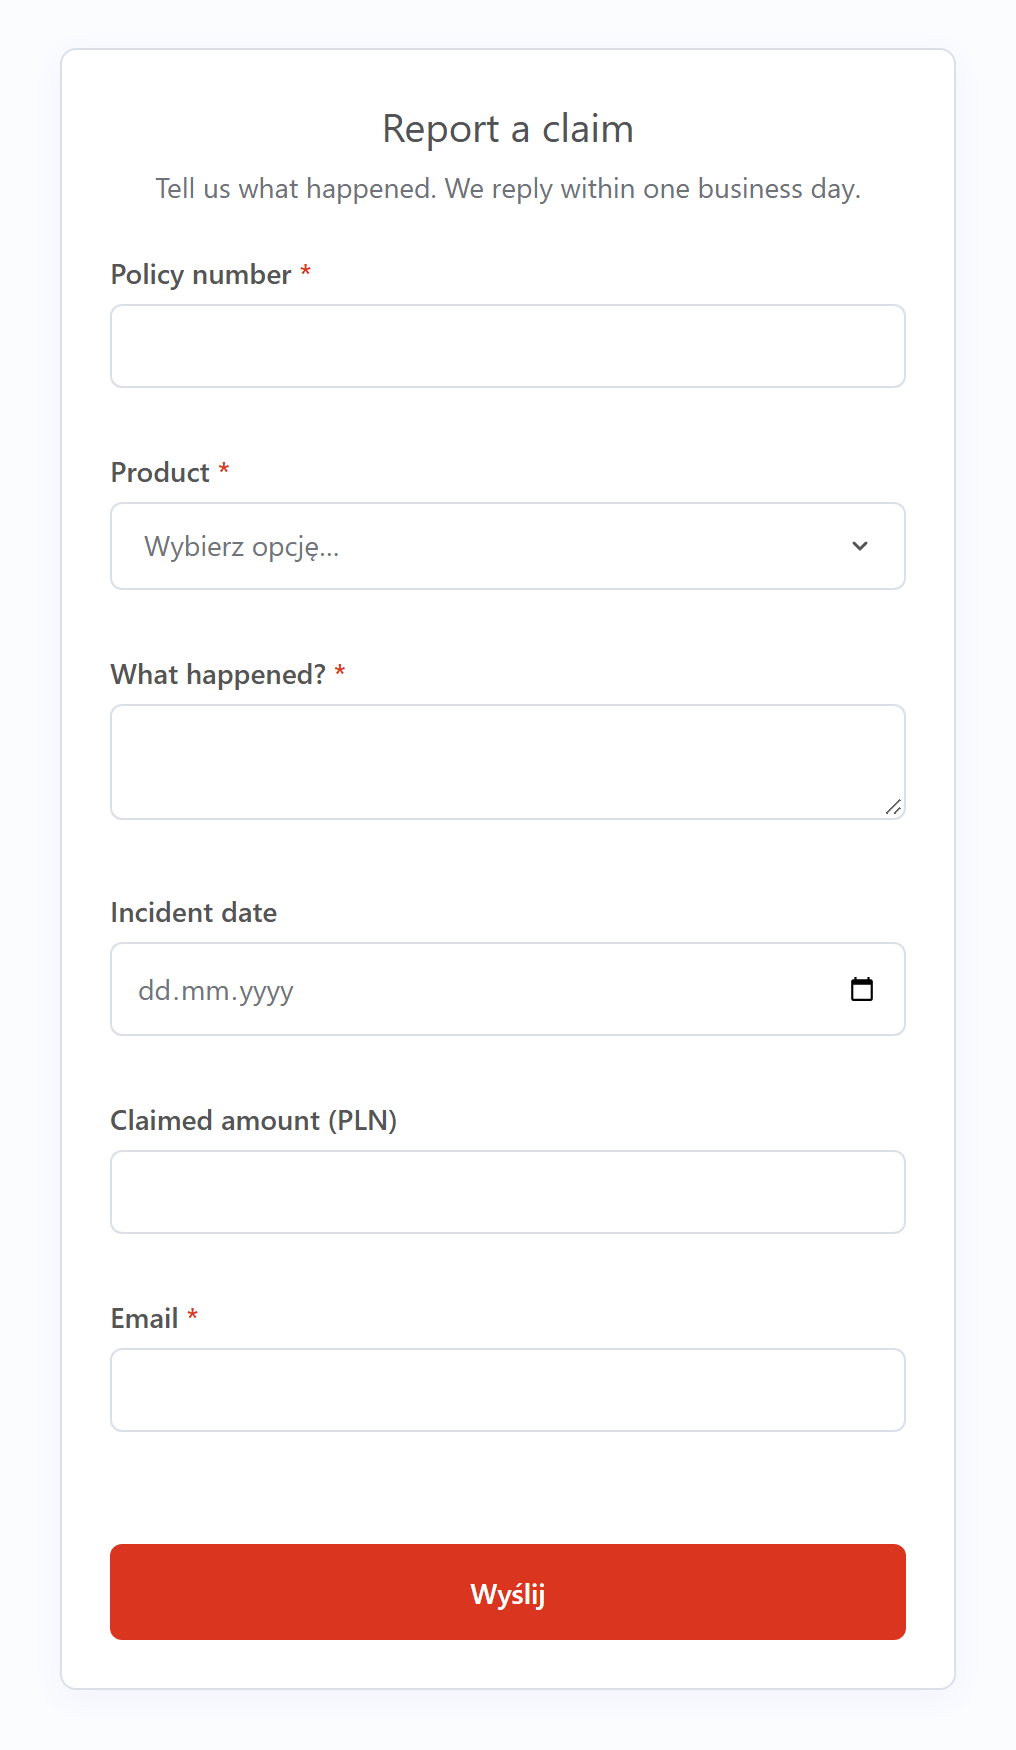 Report a claim
Tell us what happened. We reply within one business day.
Policy number *
Product *
Wybierz opcję...
What happened? *
Incident date
dd.mm.yyyy
Claimed amount (PLN)
Email *
Wyślij